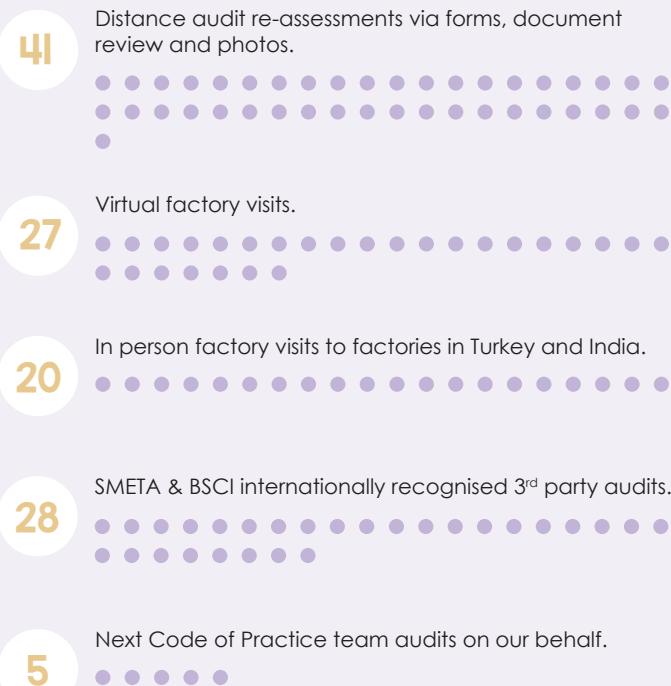 41
Distance audit re-assessments via forms, document
review and photos.
27
Virtual factory visits.
20
In person factory visits to factories in Turkey and India.
28
SMETA & BSCI internationally recognised 3rd party audits.
5
Next Code of Practice team audits on our behalf.